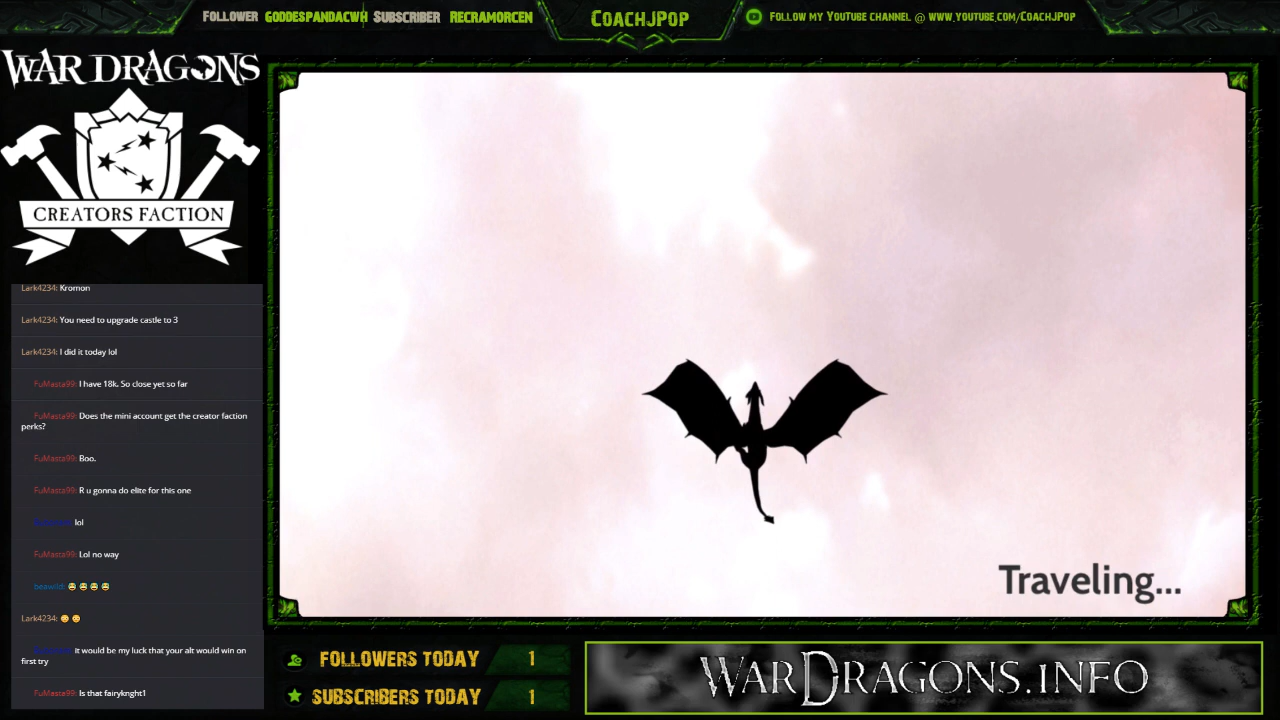 Follower GoddesPandacwh Subscriber Recramorcen
CoachJPop
Follow my YouTube channel @ www.youtube.com/CoachJPop
War Dragons
Creators Faction
Lark4234: Kromon
Lark4234: You need to upgrade castle to 3
Lark4234: I did it today lol
FuMasta99: I have 18k. So close yet so far
FuMasta99: Does the mini account get the creator faction
perks?
FuMasta99: Boo.
FuMasta99: R u gonna do elite for this one
lol
FuMasta99: Lol no way
beawild: 😂 😂 😂 😂
Lark4234: 😳 😳
it would be my luck that your alt would win on
first try
FuMasta99: Is that fairyknght1
Traveling...
Followers Today 1
Subscribers Today 1
WarDragons.info